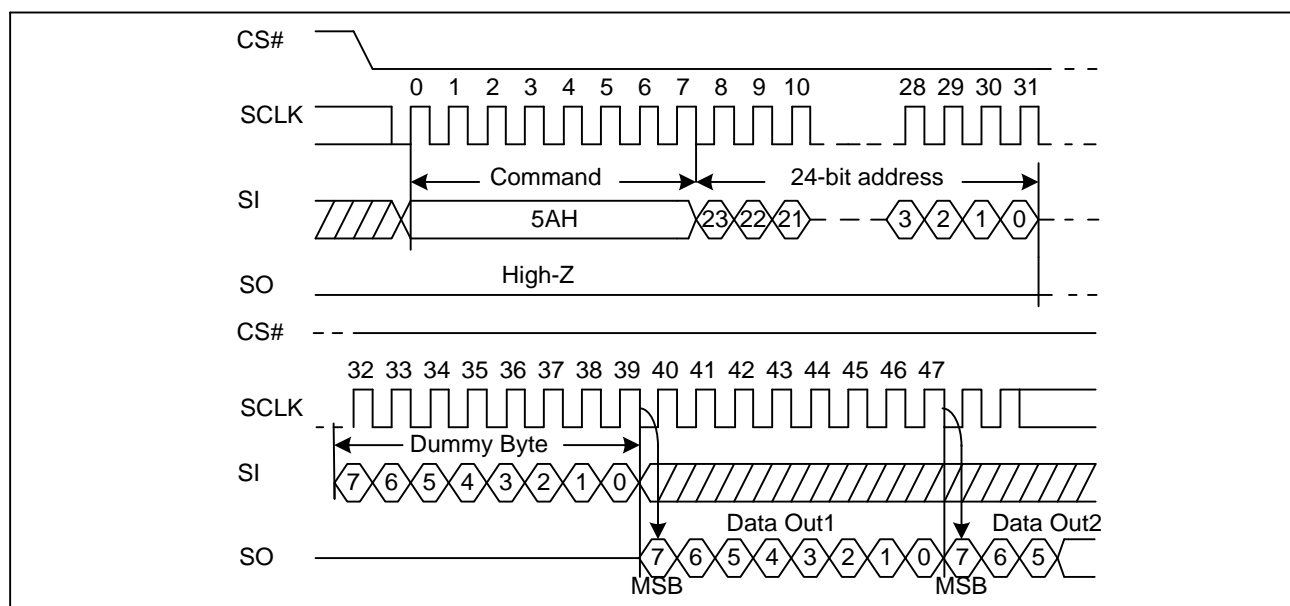 CS#
0 1 2 3 4 5 6 7 8 9 10 28 29 30 31
SCLK
Command 24-bit address
SI
5AH 23 22 21 3 2 1 0
High-Z
SO
CS#
32 33 34 35 36 37 38 39 40 41 42 43 44 45 46 47
SCLK
Dummy Byte
SI
7 6 5 4 3 2 1 0
Data Out1 Data Out2
SO
7 6 5 4 3 2 1 0 7 6 5
MSB MSB